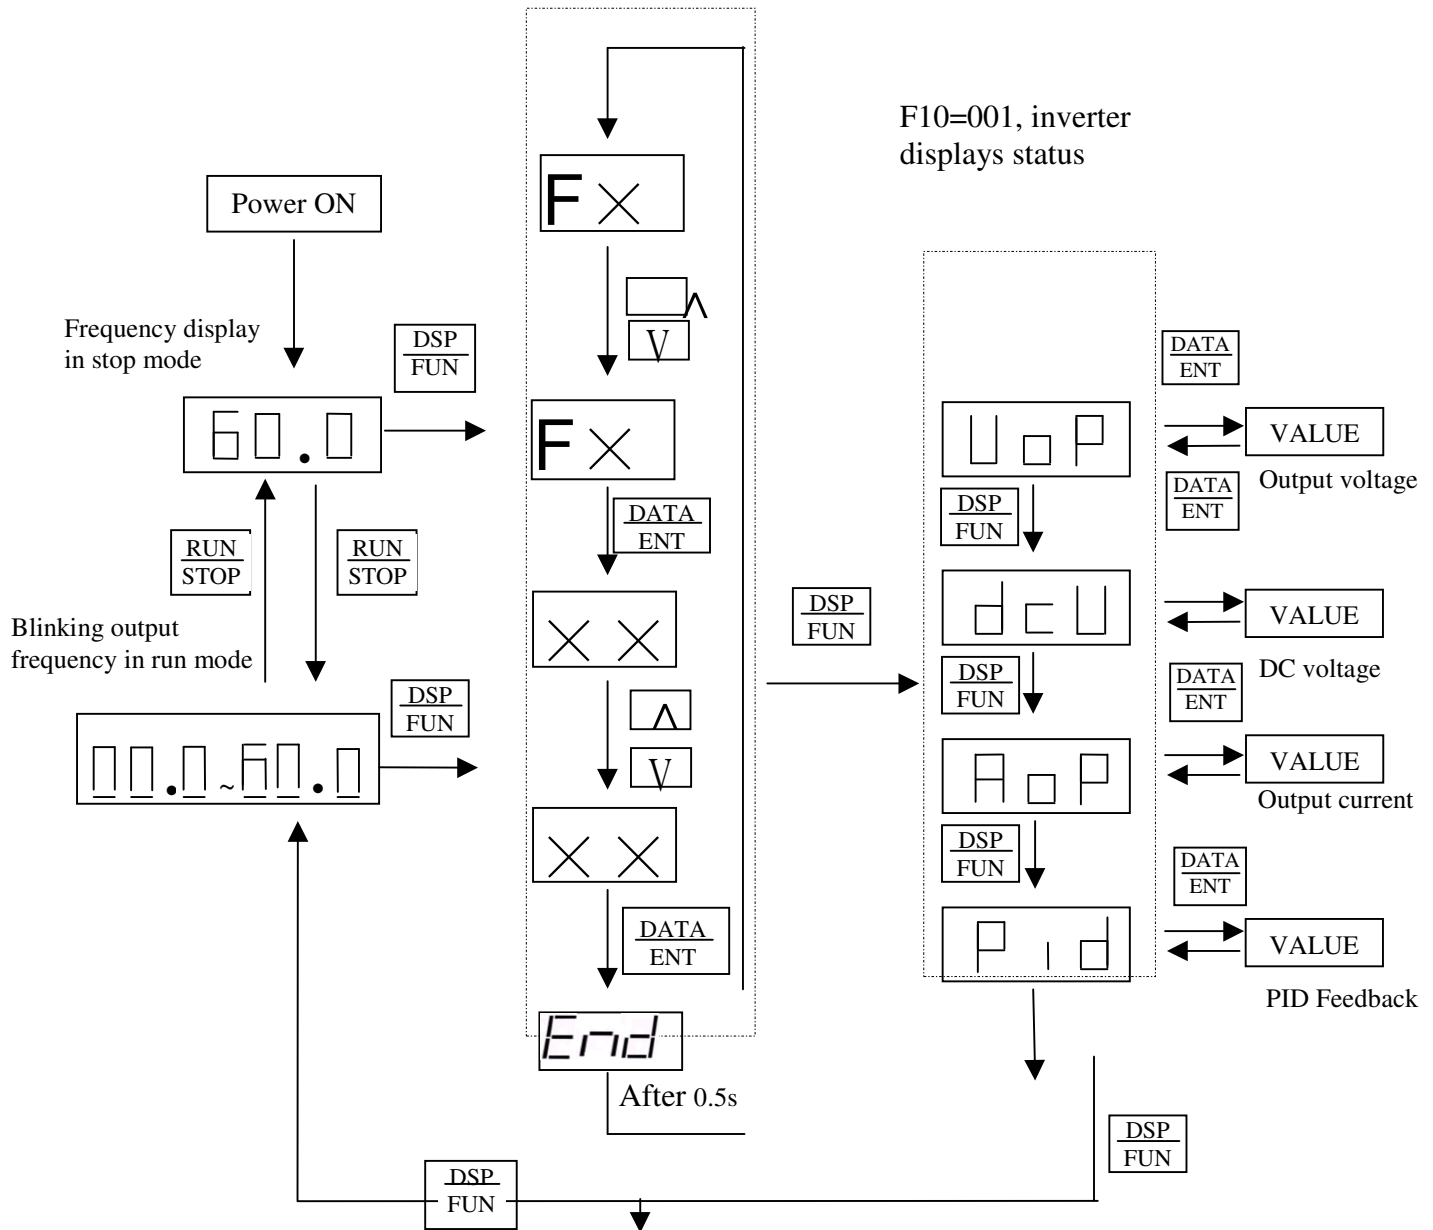 F10=001, inverter
displays status
Power ON
Frequency display
in stop mode
DSP
FUN
60.0
RUN
STOP
RUN
STOP
Blinking output
frequency in run mode
DSP
FUN
00.0~60.0
F ×
Λ
V
F ×
DATA
ENT
× ×
Λ
V
× ×
DATA
ENT
End
After 0.5s
DSP
FUN
UoP
DATA
ENT
VALUE
Output voltage
DATA
ENT
DSP
FUN
dcU
VALUE
DC voltage
DSP
FUN
DATA
ENT
AoP
VALUE
Output current
DSP
FUN
DATA
ENT
Pid
VALUE
PID Feedback
DSP
FUN
DSP
FUN